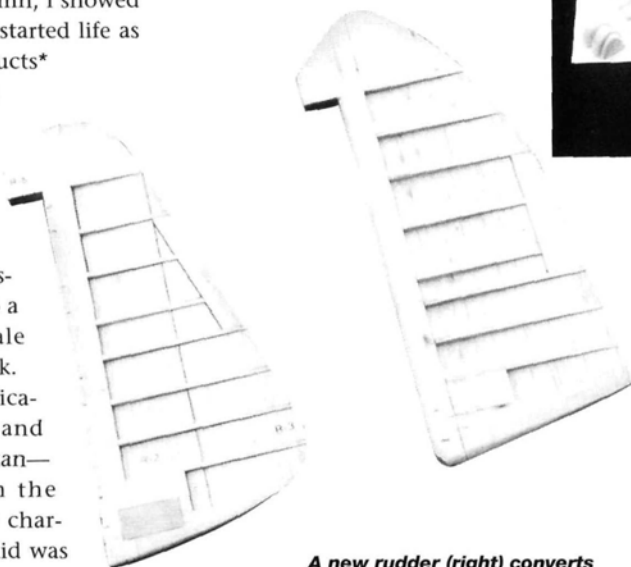 started life as
ucts*
s-
a
ale
k.
ica-
and
an—
n the
char-
id was
A new rudder (right) converts